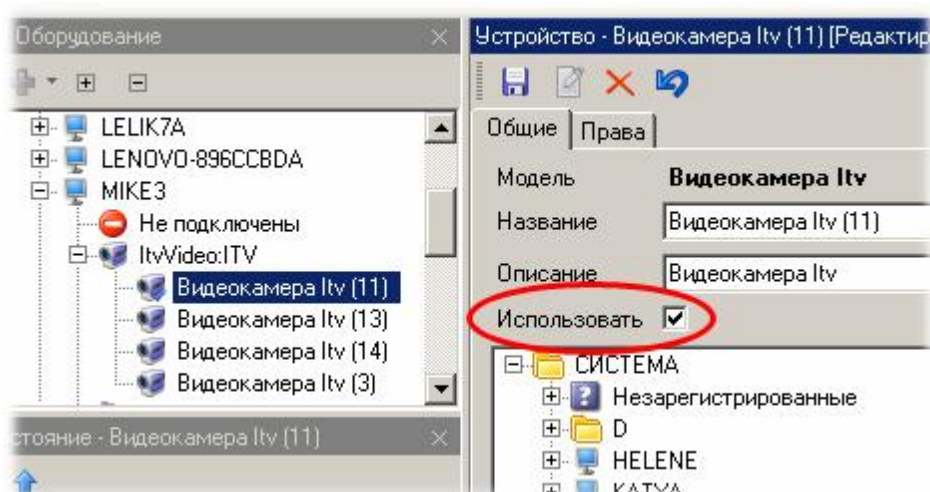 Оборудование
LELIK7A
LENOVO-896CCBDA
MIKE3
Не подключены
ItvVideo:ITV
Видеокамера Itv (11)
Видеокамера Itv (13)
Видеокамера Itv (14)
Видеокамера Itv (3)
стояние - Видеокамера Itv (11)
Устройство - Видеокамера Itv (11) [Редактир
Общие
Права
Модель Видеокамера Itv
Название Видеокамера Itv (11)
Описание Видеокамера Itv
Использовать
СИСТЕМА
Незарегистрированные
D
HELENE
KATYA